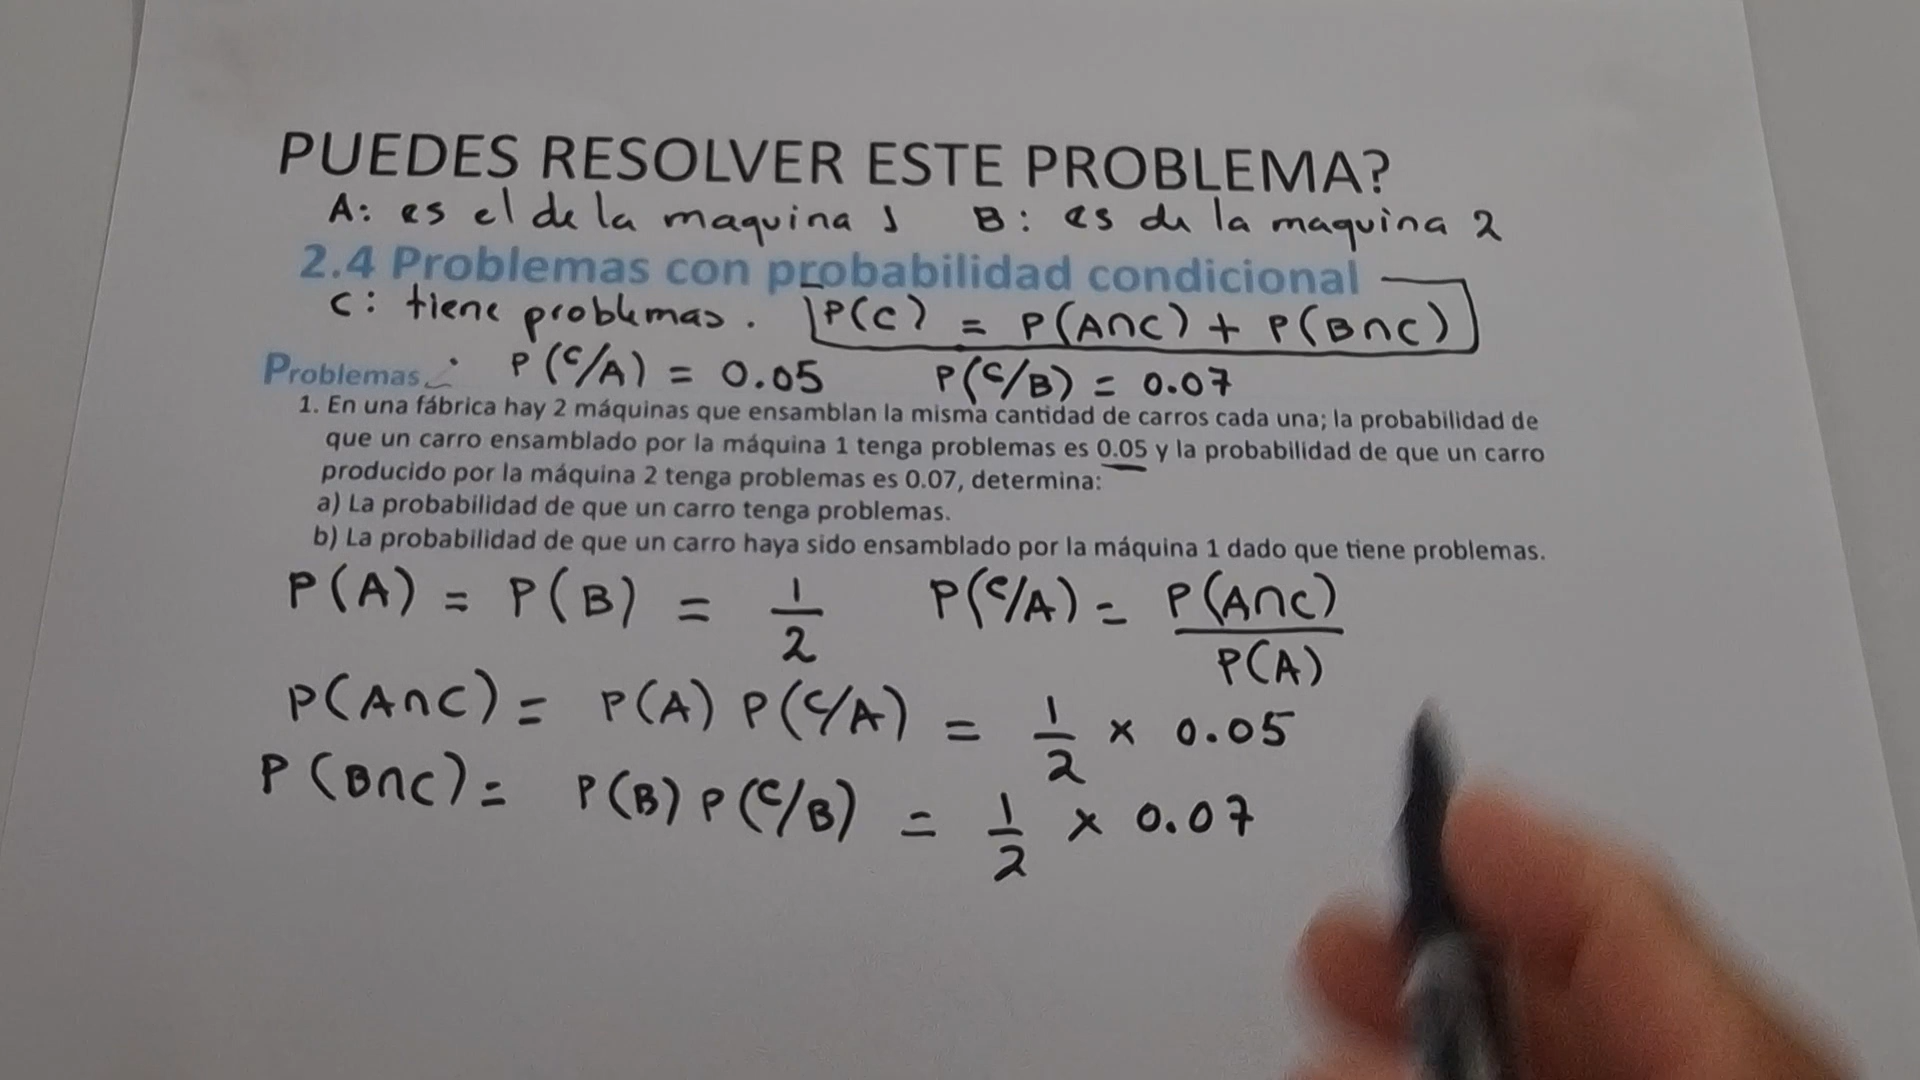 PUEDES RESOLVER ESTE PROBLEMA?
A: es el de la maquina 1 B: es de la maquina 2
2.4 Problemas con probabilidad condicional
C: tiene problemas. P(C) = P(A∩C) + P(B∩C)
Problemas P(C/A) = 0.05 P(C/B) = 0.07
1. En una fábrica hay 2 máquinas que ensamblan la misma cantidad de carros cada una; la probabilidad de
que un carro ensamblado por la máquina 1 tenga problemas es 0.05 y la probabilidad de que un carro
producido por la máquina 2 tenga problemas es 0.07, determina:
a) La probabilidad de que un carro tenga problemas.
b) La probabilidad de que un carro haya sido ensamblado por la máquina 1 dado que tiene problemas.
P(A) = P(B) = 1/2 P(C/A) = P(A∩C)/P(A)
P(A∩C) = P(A) P(C/A) = 1/2 × 0.05
P(B∩C) = P(B) P(C/B) = 1/2 × 0.07